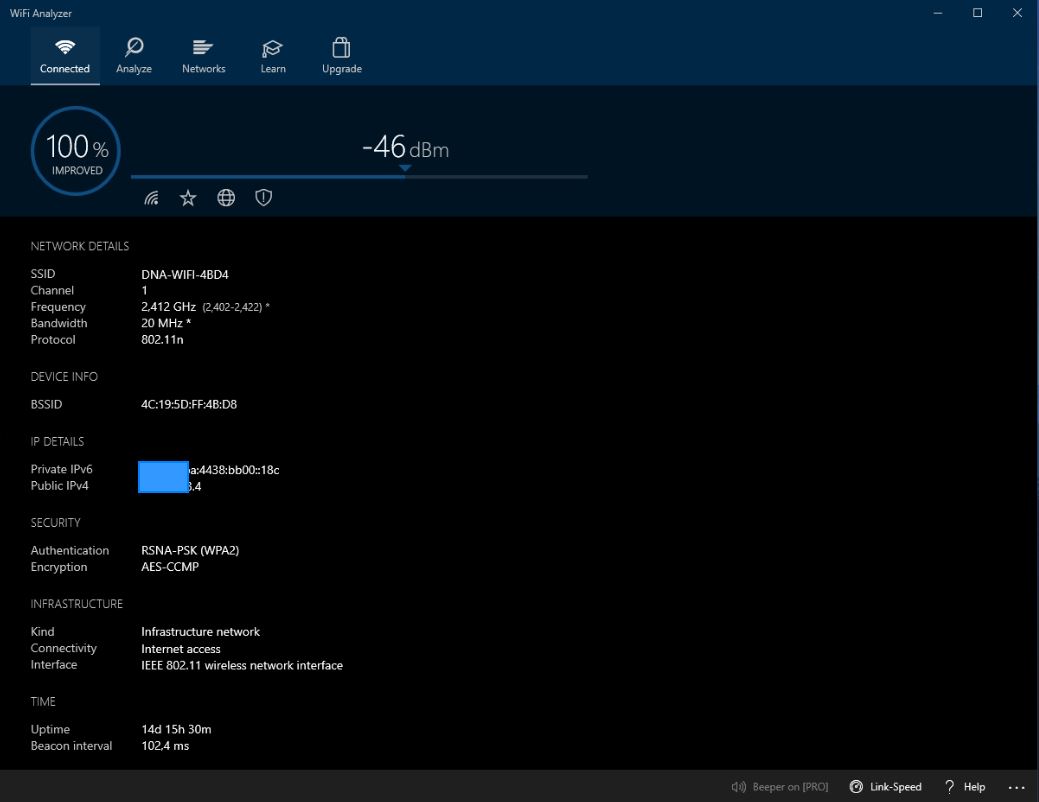 WiFi Analyzer
Connected Analyze Networks Learn Upgrade
100 %
IMPROVED
-46 dBm
NETWORK DETAILS
SSID DNA-WIFI-4BD4
Channel 1
Frequency 2,412 GHz (2,402-2,422) *
Bandwidth 20 MHz *
Protocol 802.11n
DEVICE INFO
BSSID 4C:19:5D:FF:4B:D8
IP DETAILS
Private IPv6 a:4438:bb00::18c
Public IPv4 .4
SECURITY
Authentication RSNA-PSK (WPA2)
Encryption AES-CCMP
INFRASTRUCTURE
Kind Infrastructure network
Connectivity Internet access
Interface IEEE 802.11 wireless network interface
TIME
Uptime 14d 15h 30m
Beacon interval 102,4 ms
Beeper on [PRO] Link-Speed ? Help ...